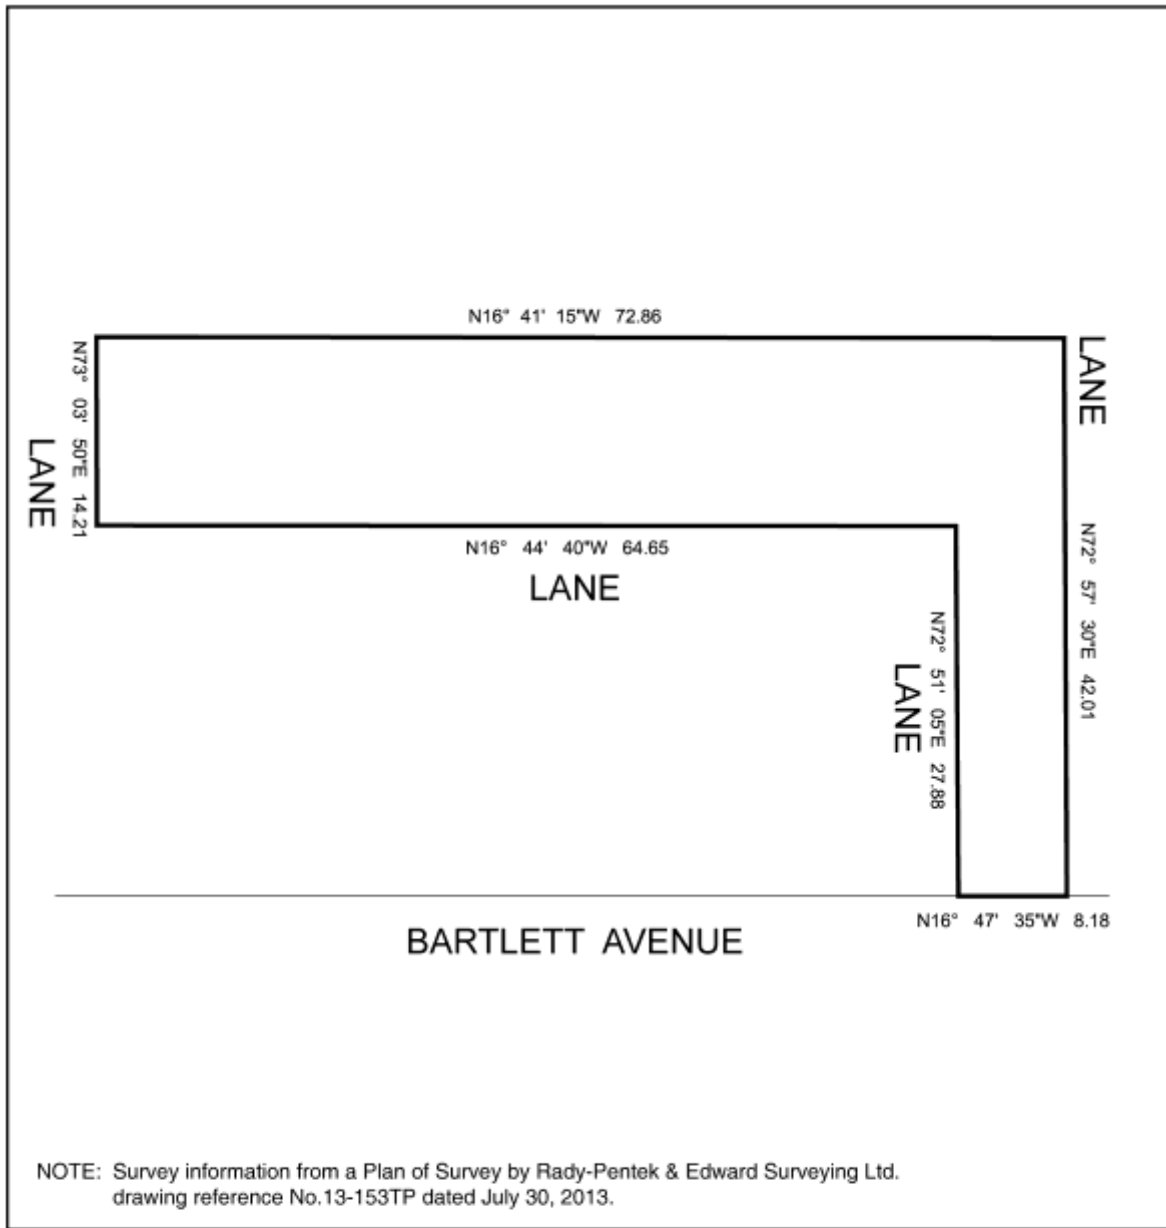 N16° 41' 15"W 72.86
LANE
N73° 03' 50"E 14.21
LANE
N16° 44' 40"W 64.65
LANE
N72° 57' 30"E 42.01
N72° 51' 05"E 27.88
LANE
N16° 47' 35"W 8.18
BARTLETT AVENUE
NOTE: Survey information from a Plan of Survey by Rady-Pentek & Edward Surveying Ltd.
drawing reference No.13-153TP dated July 30, 2013.